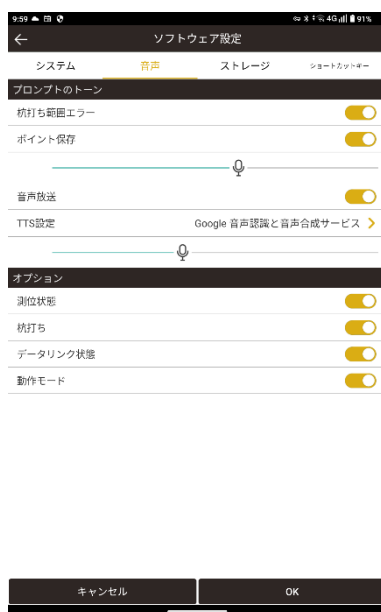 9:59 4G 91%
ソフトウェア設定
システム 音声 ストレージ ショートカットキー
プロンプトのトーン
杭打ち範囲エラー
ポイント保存
音声放送
TTS設定 Google 音声認識と音声合成サービス
オプション
測位状態
杭打ち
データリンク状態
動作モード
キャンセル OK